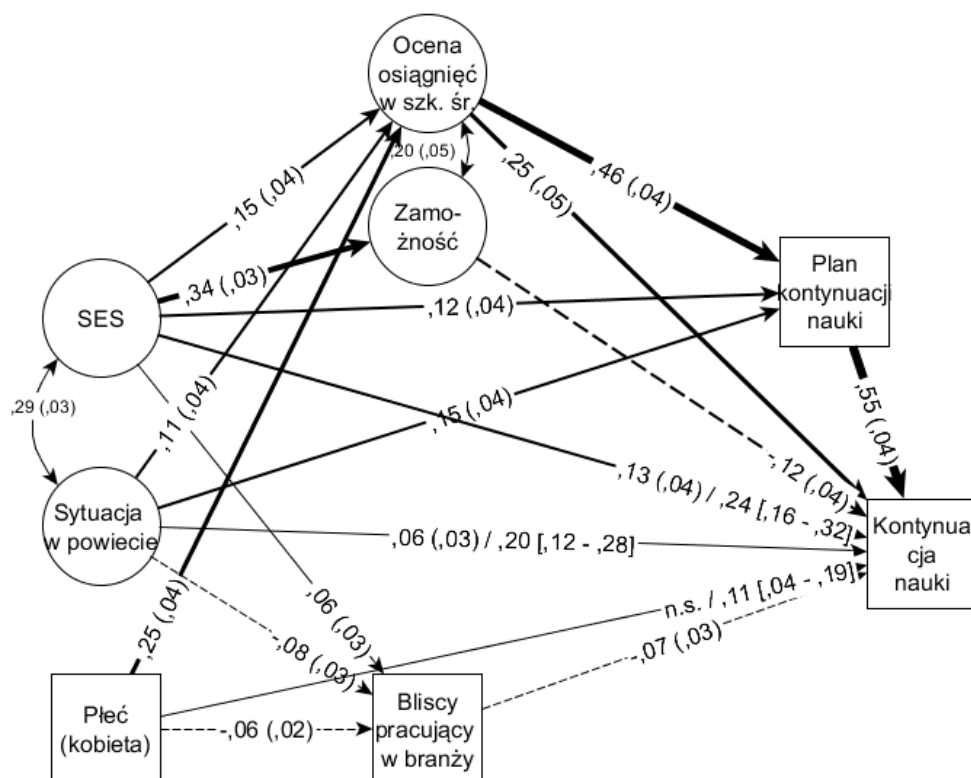 Ocena
osiągnięć
w szk. śr.
,20 (,05)
,15 (,04)
,25 (,05)
,46 (,04)
Zamo-
żność
,34 (,03)
SES
,12 (,04)
Plan
kontynuacji
nauki
,29 (,03)
,11 (,04)
,15 (,04)
,55 (,04)
-,12 (,04)
,13 (,04) / ,24 [,16 - ,32]
Sytuacja
w powiecie
,06 (,03) / ,20 [,12 - ,28]
Kontynua
cja
nauki
,25 (,04)
,06 (,03)
-,08 (,03)
n.s. / ,11 [,04 - ,19]
-,07 (,03)
Płeć
(kobieta)
-,06 (,02)
Bliscy
pracujący
w branży